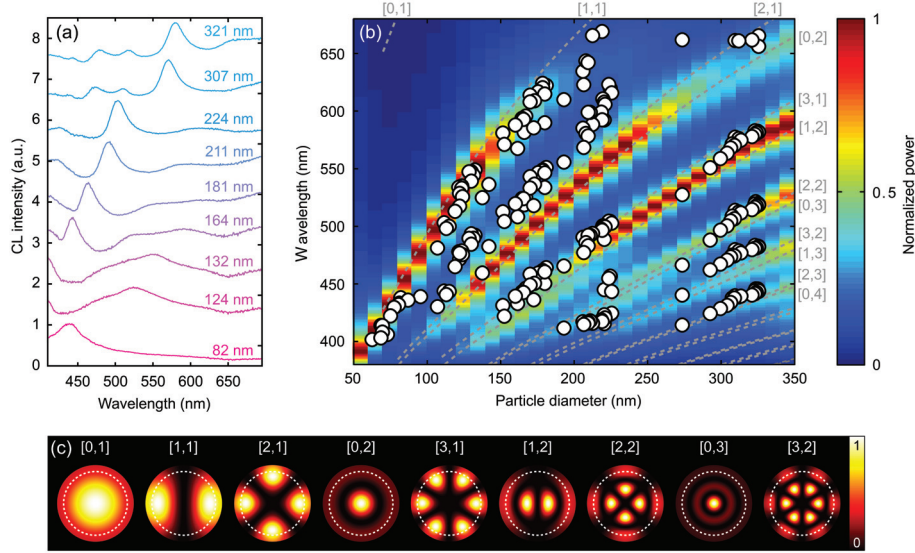 (a)
CL intensity (a.u.)
8
7
6
5
4
3
2
1
0
321 nm
307 nm
224 nm
211 nm
181 nm
164 nm
132 nm
124 nm
82 nm
450 500 550 600 650
Wavelength (nm)
[0,1] [1,1] [2,1]
(b)
W avelength (nm)
650
600
550
500
450
400
50 100 150 200 250 300 350
Particle diameter (nm)
[0,2]
[3,1]
[1,2]
[2,2]
[0,3]
[3,2]
[1,3]
[2,3]
[0,4]
1
0.5
0
Normalized power
(c)
[0,1] [1,1] [2,1] [0,2] [3,1] [1,2] [2,2] [0,3] [3,2]
1
0